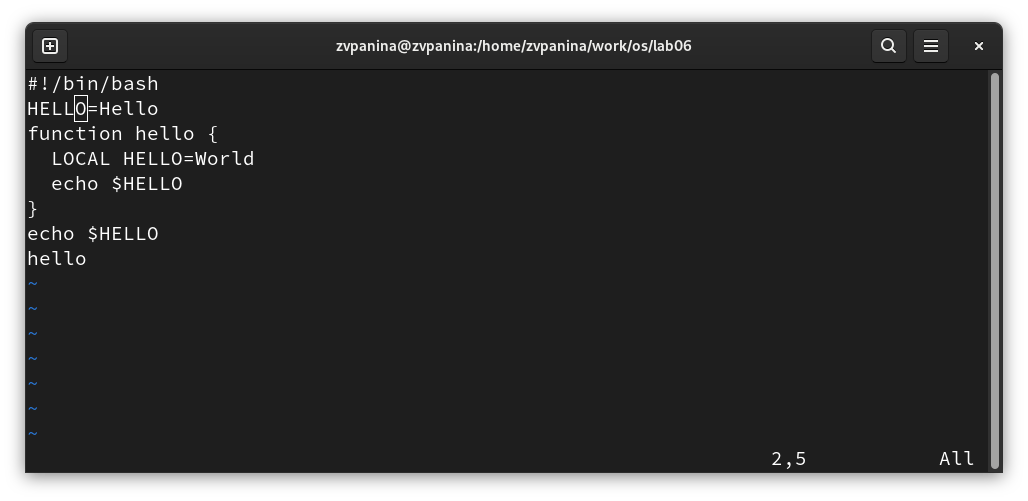 zvpanina@zvpanina:/home/zvpanina/work/os/lab06
#!/bin/bash
HELLO=Hello
function hello {
  LOCAL HELLO=World
  echo $HELLO
}
echo $HELLO
hello
~
~
~
~
~
~
~
2,5 All